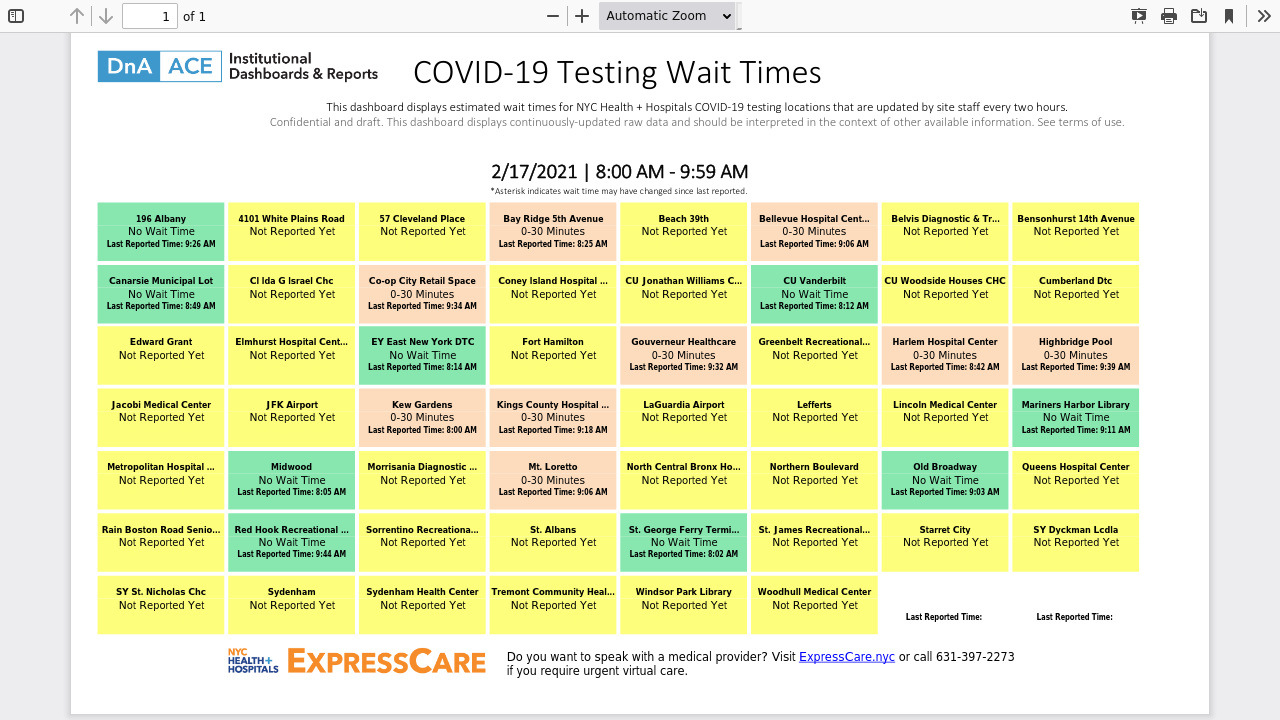 1 of 1
Automatic Zoom
DnA ACE Institutional
Dashboards & Reports
COVID-19 Testing Wait Times
This dashboard displays estimated wait times for NYC Health + Hospitals COVID-19 testing locations that are updated by site staff every two hours.
Confidential and draft. This dashboard displays continuously-updated raw data and should be interpreted in the context of other available information. See terms of use.
2/17/2021 | 8:00 AM - 9:59 AM
*Asterisk indicates wait time may have changed since last reported.
196 Albany
No Wait Time
Last Reported Time: 9:26 AM
4101 White Plains Road
Not Reported Yet
57 Cleveland Place
Not Reported Yet
Bay Ridge 5th Avenue
0-30 Minutes
Last Reported Time: 8:25 AM
Beach 39th
Not Reported Yet
Bellevue Hospital Cent...
0-30 Minutes
Last Reported Time: 9:06 AM
Belvis Diagnostic & Tr...
Not Reported Yet
Bensonhurst 14th Avenue
Not Reported Yet
Canarsie Municipal Lot
No Wait Time
Last Reported Time: 8:49 AM
Cl Ida G Israel Chc
Not Reported Yet
Co-op City Retail Space
0-30 Minutes
Last Reported Time: 9:34 AM
Coney Island Hospital ...
Not Reported Yet
CU Jonathan Williams C...
Not Reported Yet
CU Vanderbilt
No Wait Time
Last Reported Time: 8:12 AM
CU Woodside Houses CHC
Not Reported Yet
Cumberland Dtc
Not Reported Yet
Edward Grant
Not Reported Yet
Elmhurst Hospital Cent...
Not Reported Yet
EY East New York DTC
No Wait Time
Last Reported Time: 8:14 AM
Fort Hamilton
Not Reported Yet
Gouverneur Healthcare
0-30 Minutes
Last Reported Time: 9:32 AM
Greenbelt Recreational...
Not Reported Yet
Harlem Hospital Center
0-30 Minutes
Last Reported Time: 8:42 AM
Highbridge Pool
0-30 Minutes
Last Reported Time: 9:39 AM
Jacobi Medical Center
Not Reported Yet
JFK Airport
Not Reported Yet
Kew Gardens
0-30 Minutes
Last Reported Time: 8:00 AM
Kings County Hospital ...
0-30 Minutes
Last Reported Time: 9:18 AM
LaGuardia Airport
Not Reported Yet
Lefferts
Not Reported Yet
Lincoln Medical Center
Not Reported Yet
Mariners Harbor Library
No Wait Time
Last Reported Time: 9:11 AM
Metropolitan Hospital ...
Not Reported Yet
Midwood
No Wait Time
Last Reported Time: 8:05 AM
Morrisania Diagnostic ...
Not Reported Yet
Mt. Loretto
0-30 Minutes
Last Reported Time: 9:06 AM
North Central Bronx Ho...
Not Reported Yet
Northern Boulevard
Not Reported Yet
Old Broadway
No Wait Time
Last Reported Time: 9:03 AM
Queens Hospital Center
Not Reported Yet
Rain Boston Road Senio...
Not Reported Yet
Red Hook Recreational ...
No Wait Time
Last Reported Time: 9:44 AM
Sorrentino Recreationa...
Not Reported Yet
St. Albans
Not Reported Yet
St. George Ferry Termi...
No Wait Time
Last Reported Time: 8:02 AM
St. James Recreational...
Not Reported Yet
Starret City
Not Reported Yet
SY Dyckman Lcdla
Not Reported Yet
SY St. Nicholas Chc
Not Reported Yet
Sydenham
Not Reported Yet
Sydenham Health Center
Not Reported Yet
Tremont Community Heal...
Not Reported Yet
Windsor Park Library
Not Reported Yet
Woodhull Medical Center
Not Reported Yet
Last Reported Time:
Last Reported Time:
NYC
HEALTH+
HOSPITALS
EXPRESSCARE
Do you want to speak with a medical provider? Visit ExpressCare.nyc or call 631-397-2273
if you require urgent virtual care.